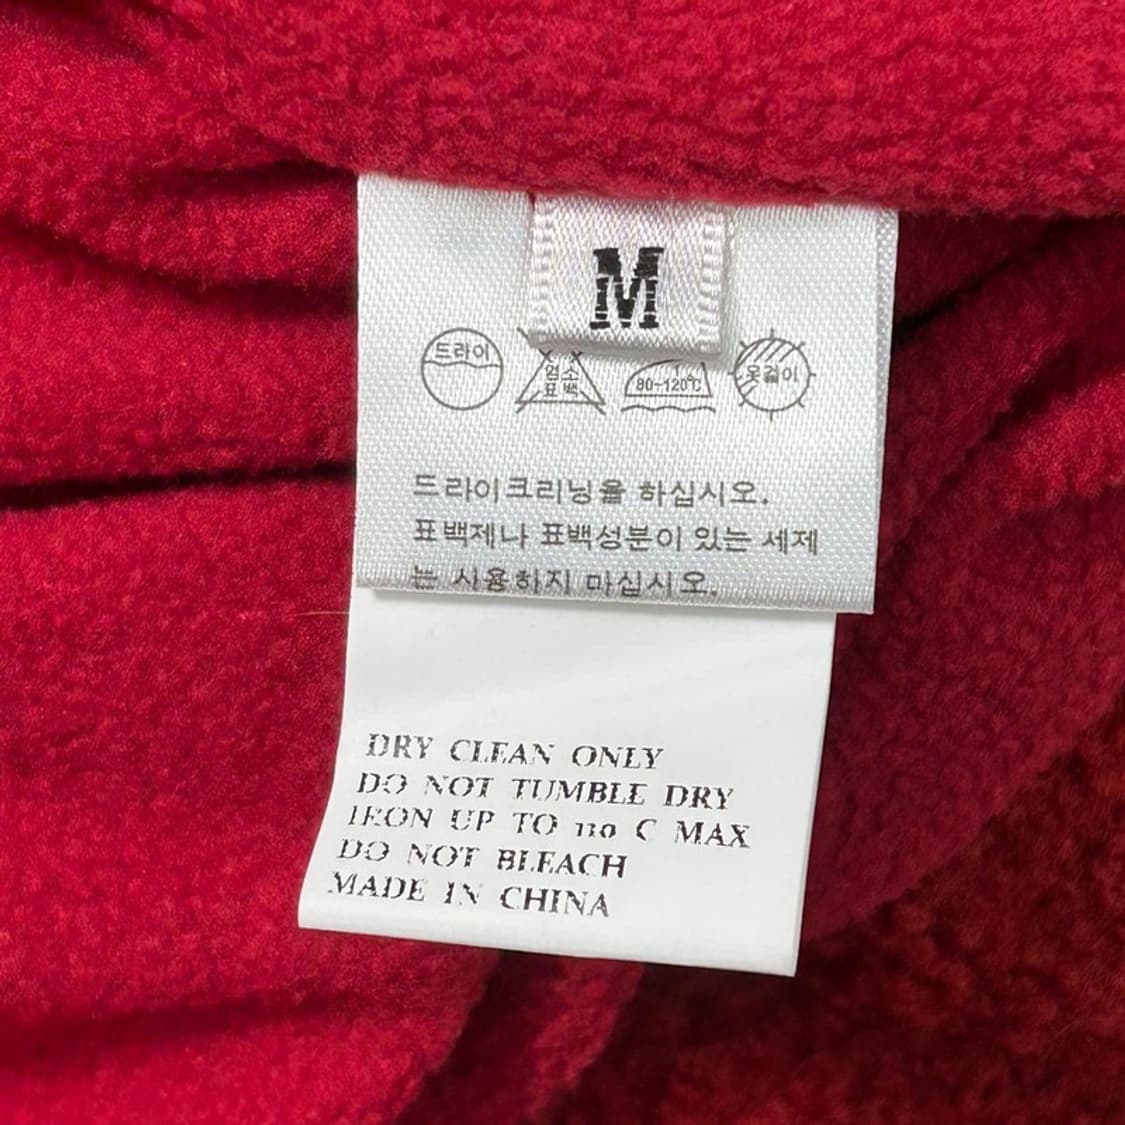 M
드라이
염소
표백
80~120℃
옷걸이
드라이크리닝을 하십시오.
표백제나 표백성분이 있는 세제
는 사용하지 마십시오.
DRY CLEAN ONLY
DO NOT TUMBLE DRY
IRON UP TO 110 C MAX
DO NOT BLEACH
MADE IN CHINA